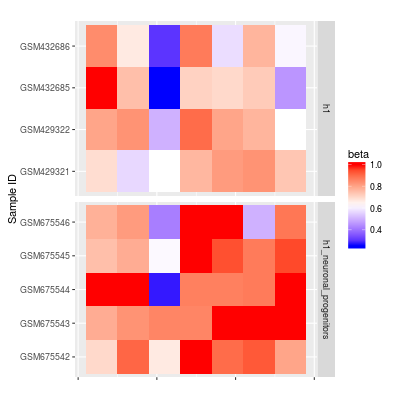 GSM432686
GSM432685
GSM429322
GSM429321
h1
GSM675546
GSM675545
GSM675544
GSM675543
GSM675542
h1_neuronal_progenitors
Sample ID
beta
1.0
0.8
0.6
0.4